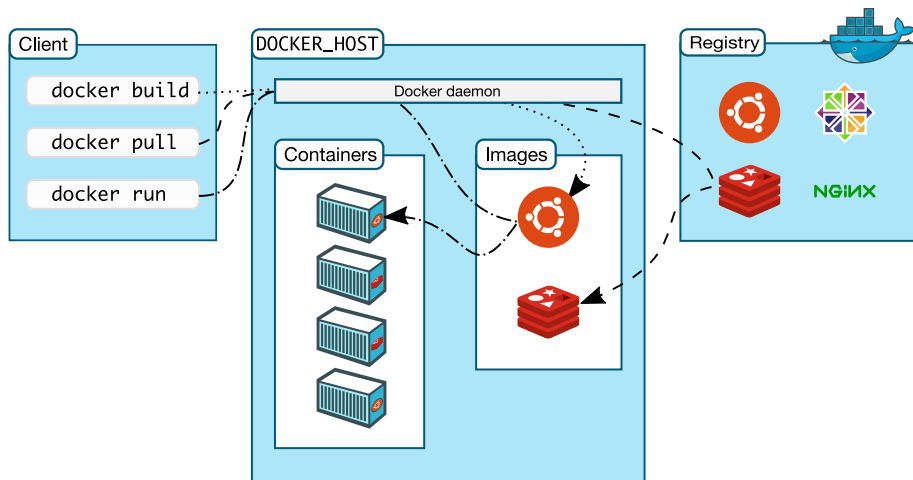 Client
docker build
docker pull
docker run
DOCKER_HOST
Docker daemon
Containers
Images
Registry
NGINX